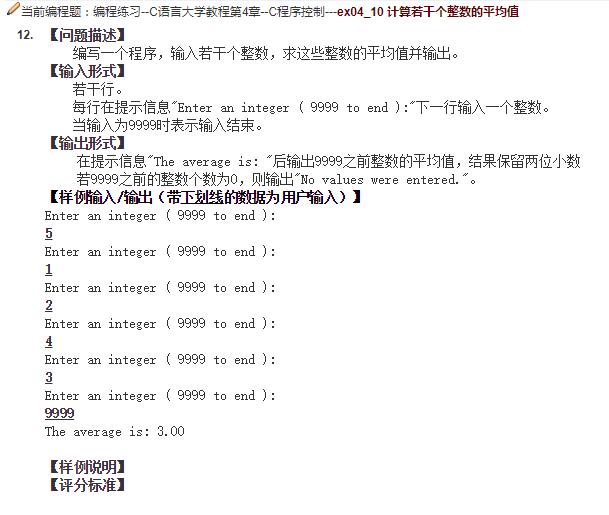 当前编程题：编程练习--C语言大学教程第4章--C程序控制---ex04_10 计算若干个整数的平均值
12. 【问题描述】
编写一个程序，输入若干个整数，求这些整数的平均值并输出。
【输入形式】
若干行。
每行在提示信息"Enter an integer ( 9999 to end ):"下一行输入一个整数。
当输入为9999时表示输入结束。
【输出形式】
在提示信息"The average is: "后输出9999之前整数的平均值，结果保留两位小数
若9999之前的整数个数为0，则输出"No values were entered."。
【样例输入/输出（带下划线的数据为用户输入）】
Enter an integer ( 9999 to end ):
5
Enter an integer ( 9999 to end ):
1
Enter an integer ( 9999 to end ):
2
Enter an integer ( 9999 to end ):
4
Enter an integer ( 9999 to end ):
3
Enter an integer ( 9999 to end ):
9999
The average is: 3.00
【样例说明】
【评分标准】